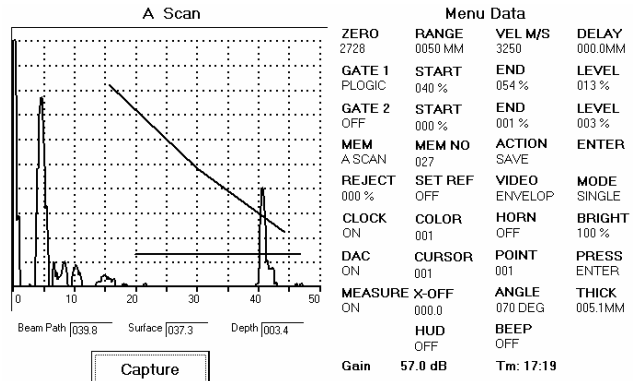 A Scan
0 10 20 30 40 50
Beam Path 039.8 Surface 037.3 Depth 003.4
Capture
Menu Data
ZERO RANGE VEL M/S DELAY
2728 0050 MM 3250 000.0MM
GATE 1 START END LEVEL
PLOGIC 040 % 054 % 013 %
GATE 2 START END LEVEL
OFF 000 % 001 % 003 %
MEM MEM NO ACTION ENTER
A SCAN 027 SAVE
REJECT SET REF VIDEO MODE
000 % OFF ENVELOP SINGLE
CLOCK COLOR HORN BRIGHT
ON 001 OFF 100 %
DAC CURSOR POINT PRESS
ON 001 001 ENTER
MEASURE X-OFF ANGLE THICK
ON 000.0 070 DEG 005.1MM
HUD BEEP
OFF OFF
Gain 57.0 dB Tm: 17:19